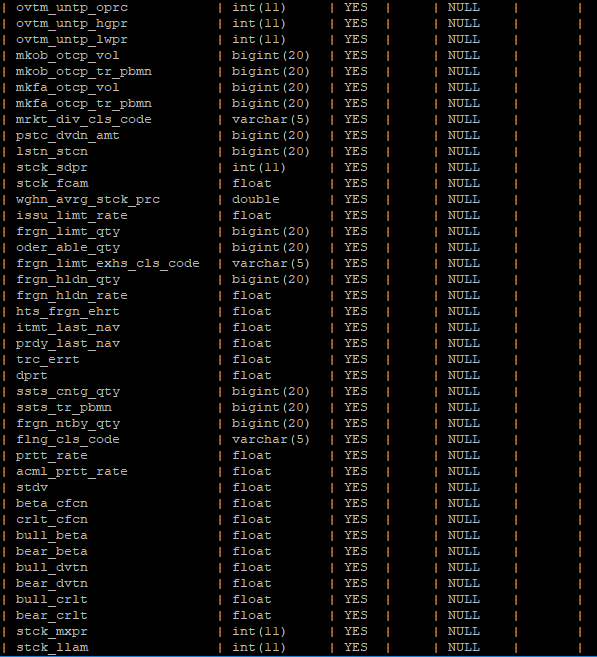 | ovtm_untp_oprc | int(11) | YES | | NULL | |
| ovtm_untp_hgpr | int(11) | YES | | NULL | |
| ovtm_untp_lwpr | int(11) | YES | | NULL | |
| mkob_otcp_vol | bigint(20) | YES | | NULL | |
| mkob_otcp_tr_pbmn | bigint(20) | YES | | NULL | |
| mkfa_otcp_vol | bigint(20) | YES | | NULL | |
| mkfa_otcp_tr_pbmn | bigint(20) | YES | | NULL | |
| mrkt_div_cls_code | varchar(5) | YES | | NULL | |
| pstc_dvdn_amt | bigint(20) | YES | | NULL | |
| lstn_stcn | bigint(20) | YES | | NULL | |
| stck_sdpr | int(11) | YES | | NULL | |
| stck_fcam | float | YES | | NULL | |
| wghn_avrg_stck_prc | double | YES | | NULL | |
| issu_limt_rate | float | YES | | NULL | |
| frgn_limt_qty | bigint(20) | YES | | NULL | |
| oder_able_qty | bigint(20) | YES | | NULL | |
| frgn_limt_exhs_cls_code | varchar(5) | YES | | NULL | |
| frgn_hldn_qty | bigint(20) | YES | | NULL | |
| frgn_hldn_rate | float | YES | | NULL | |
| hts_frgn_ehrt | float | YES | | NULL | |
| itmt_last_nav | float | YES | | NULL | |
| prdy_last_nav | float | YES | | NULL | |
| trc_errt | float | YES | | NULL | |
| dprt | float | YES | | NULL | |
| ssts_cntg_qty | bigint(20) | YES | | NULL | |
| ssts_tr_pbmn | bigint(20) | YES | | NULL | |
| frgn_ntby_qty | bigint(20) | YES | | NULL | |
| flng_cls_code | varchar(5) | YES | | NULL | |
| prtt_rate | float | YES | | NULL | |
| acml_prtt_rate | float | YES | | NULL | |
| stdv | float | YES | | NULL | |
| beta_cfcn | float | YES | | NULL | |
| crlt_cfcn | float | YES | | NULL | |
| bull_beta | float | YES | | NULL | |
| bear_beta | float | YES | | NULL | |
| bull_dvtn | float | YES | | NULL | |
| bear_dvtn | float | YES | | NULL | |
| bull_crlt | float | YES | | NULL | |
| bear_crlt | float | YES | | NULL | |
| stck_mxpr | int(11) | YES | | NULL | |
| stck_llam | int(11) | YES | | NULL | |